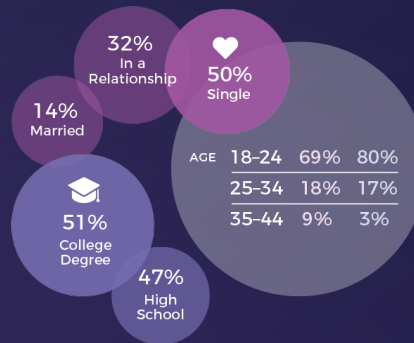 32%
In a
Relationship
50%
Single
14%
Married
AGE 18–24 69% 80%
25–34 18% 17%
35–44 9% 3%
51%
College
Degree
47%
High
School